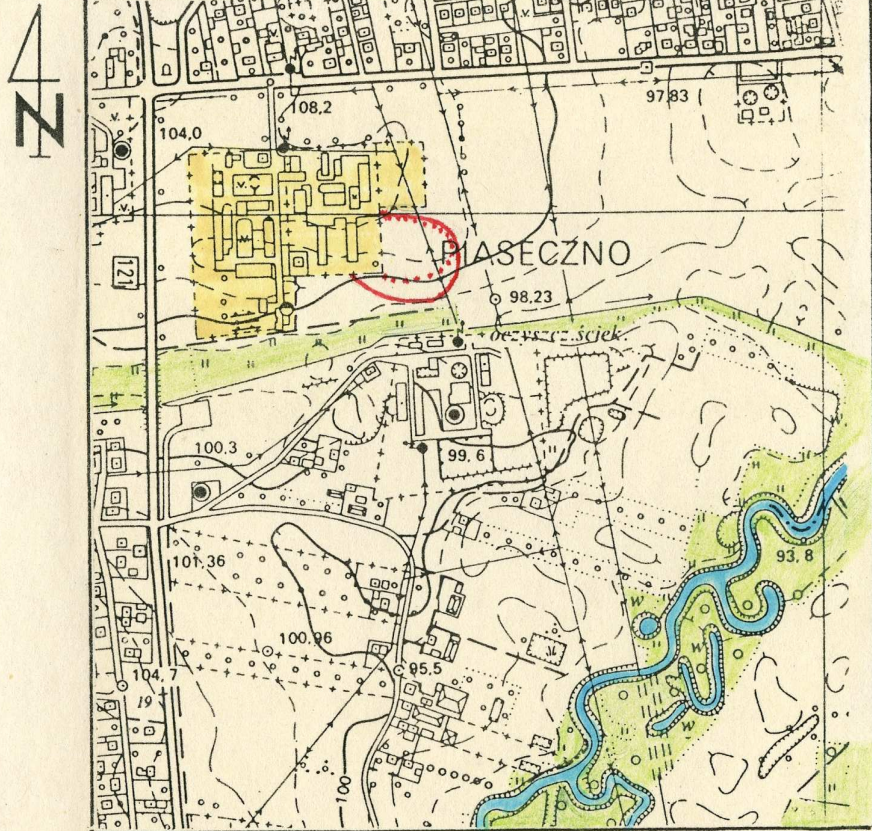 N
108,2
97,83
104,0
PIASECZNO
121
98,23
oczyszcz. ściek
100,3
99,6
101,36
93,8
w
100,96
w
95,5
104,7
19
w
100